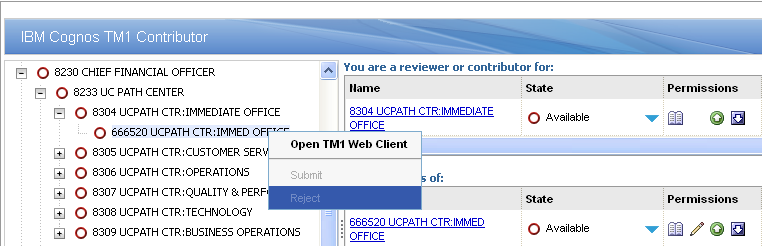 IBM Cognos TM1 Contributor
8230 CHIEF FINANCIAL OFFICER
8233 UC PATH CENTER
8304 UCPATH CTR:IMMEDIATE OFFICE
666520 UCPATH CTR:IMMED OFFICE
8305 UCPATH CTR:CUSTOMER SERV
8306 UCPATH CTR:OPERATIONS
8307 UCPATH CTR:QUALITY & PERFO
8308 UCPATH CTR:TECHNOLOGY
8309 UCPATH CTR:BUSINESS OPERATIONS
Open TM1 Web Client
Submit
Reject
You are a reviewer or contributor for:
Name State Permissions
8304 UCPATH CTR:IMMEDIATE
OFFICE
Available
s of:
State Permissions
666520 UCPATH CTR:IMMED
OFFICE
Available